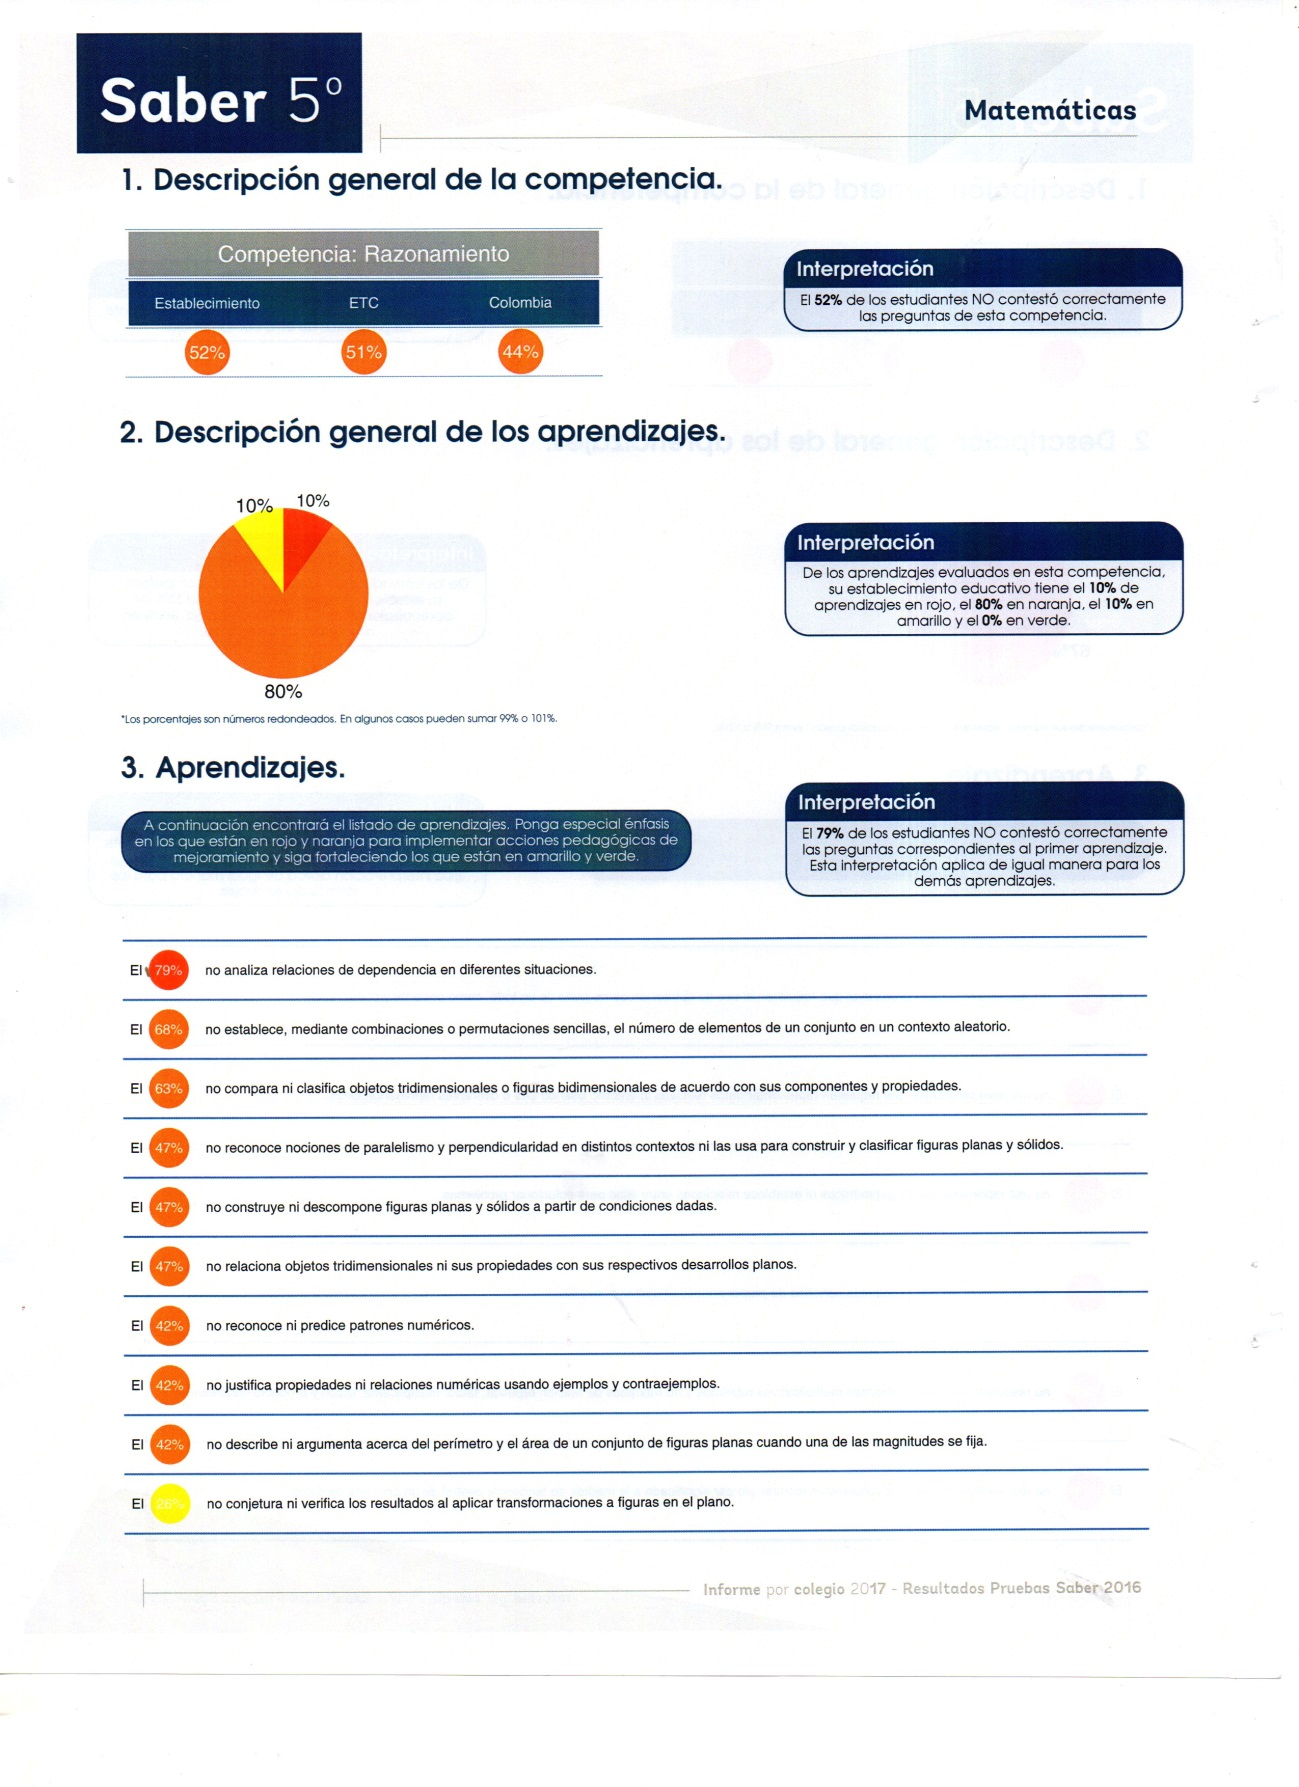 Saber 5º
Matemáticas
1. Descripción general de la competencia.
Competencia: Razonamiento
Establecimiento ETC Colombia
52% 51% 44%
Interpretación
El 52% de los estudiantes NO contestó correctamente
las preguntas de esta competencia.
2. Descripción general de los aprendizajes.
10% 10%
80%
Interpretación
De los aprendizajes evaluados en esta competencia,
su establecimiento educativo tiene el 10% de
aprendizajes en rojo, el 80% en naranja, el 10% en
amarillo y el 0% en verde.
*Los porcentajes son números redondeados. En algunos casos pueden sumar 99% o 101%.
3. Aprendizajes.
A continuación encontrará el listado de aprendizajes. Ponga especial énfasis
en los que están en rojo y naranja para implementar acciones pedagógicas de
mejoramiento y siga fortaleciendo los que están en amarillo y verde.
Interpretación
El 79% de los estudiantes NO contestó correctamente
las preguntas correspondientes al primer aprendizaje.
Esta interpretación aplica de igual manera para los
demás aprendizajes.
El 79% no analiza relaciones de dependencia en diferentes situaciones.
El 68% no establece, mediante combinaciones o permutaciones sencillas, el número de elementos de un conjunto en un contexto aleatorio.
El 63% no compara ni clasifica objetos tridimensionales o figuras bidimensionales de acuerdo con sus componentes y propiedades.
El 47% no reconoce nociones de paralelismo y perpendicularidad en distintos contextos ni las usa para construir y clasificar figuras planas y sólidos.
El 47% no construye ni descompone figuras planas y sólidos a partir de condiciones dadas.
El 47% no relaciona objetos tridimensionales ni sus propiedades con sus respectivos desarrollos planos.
El 42% no reconoce ni predice patrones numéricos.
El 42% no justifica propiedades ni relaciones numéricas usando ejemplos y contraejemplos.
El 42% no describe ni argumenta acerca del perímetro y el área de un conjunto de figuras planas cuando una de las magnitudes se fija.
El 26% no conjetura ni verifica los resultados al aplicar transformaciones a figuras en el plano.
Informe por colegio 2017 - Resultados Pruebas Saber 2016